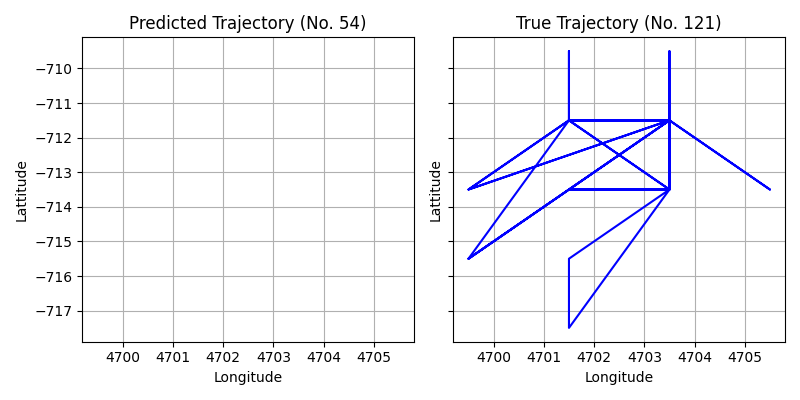 Predicted Trajectory (No. 54)
True Trajectory (No. 121)
−710
−711
−712
−713
−714
−715
−716
−717
Lattitude
Lattitude
4700 4701 4702 4703 4704 4705
4700 4701 4702 4703 4704 4705
Longitude
Longitude